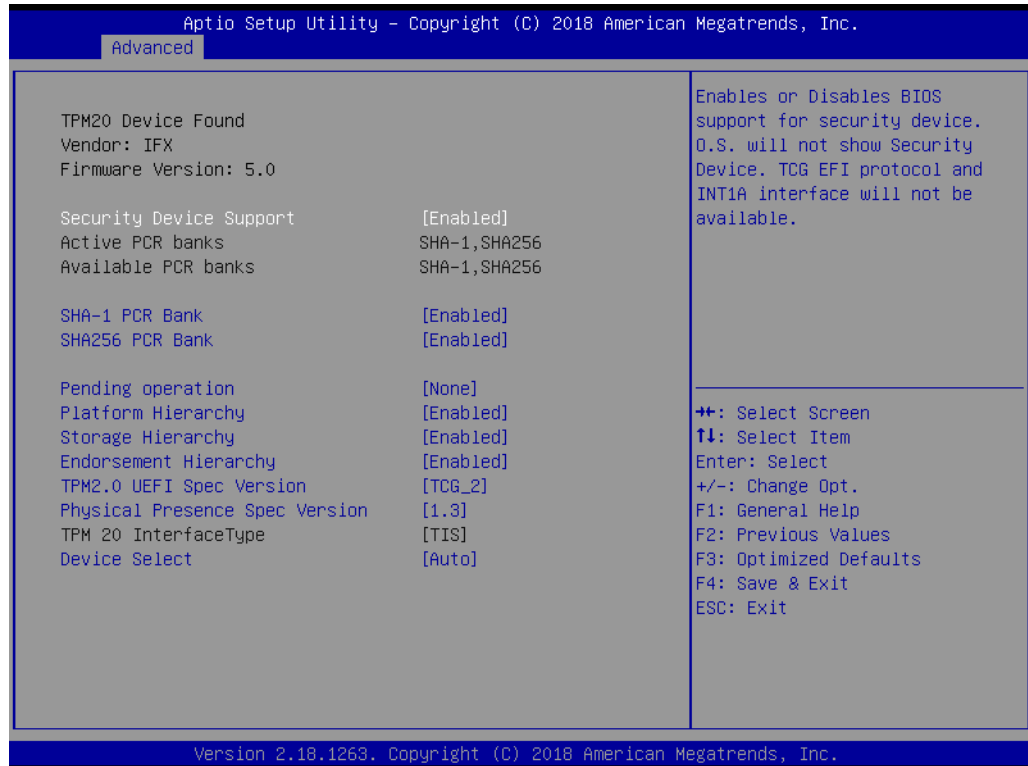 Aptio Setup Utility – Copyright (C) 2018 American Megatrends, Inc.
Advanced
TPM20 Device Found
Vendor: IFX
Firmware Version: 5.0
Security Device Support [Enabled]
Active PCR banks SHA-1,SHA256
Available PCR banks SHA-1,SHA256
SHA-1 PCR Bank [Enabled]
SHA256 PCR Bank [Enabled]
Pending operation [None]
Platform Hierarchy [Enabled]
Storage Hierarchy [Enabled]
Endorsement Hierarchy [Enabled]
TPM2.0 UEFI Spec Version [TCG_2]
Physical Presence Spec Version [1.3]
TPM 20 InterfaceType [TIS]
Device Select [Auto]
Enables or Disables BIOS
support for security device.
O.S. will not show Security
Device. TCG EFI protocol and
INT1A interface will not be
available.
→←: Select Screen
↑↓: Select Item
Enter: Select
+/-: Change Opt.
F1: General Help
F2: Previous Values
F3: Optimized Defaults
F4: Save & Exit
ESC: Exit
Version 2.18.1263. Copyright (C) 2018 American Megatrends, Inc.